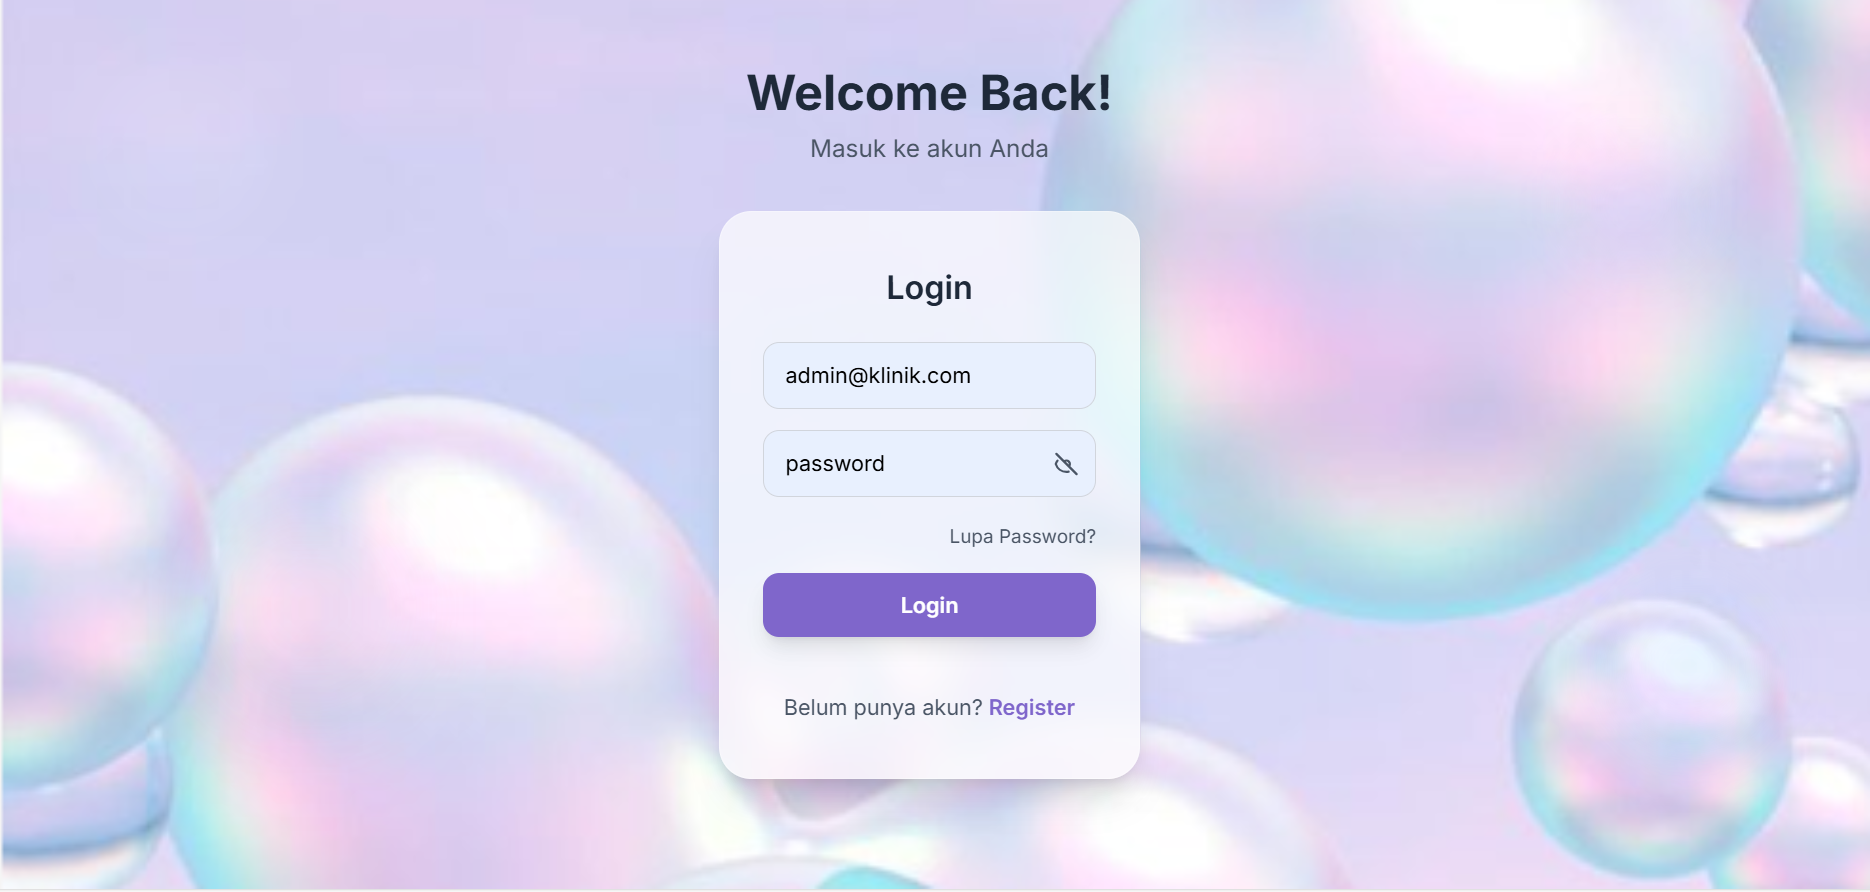 Welcome Back!
Masuk ke akun Anda
Login
admin@klinik.com
password
Lupa Password?
Login
Belum punya akun? Register